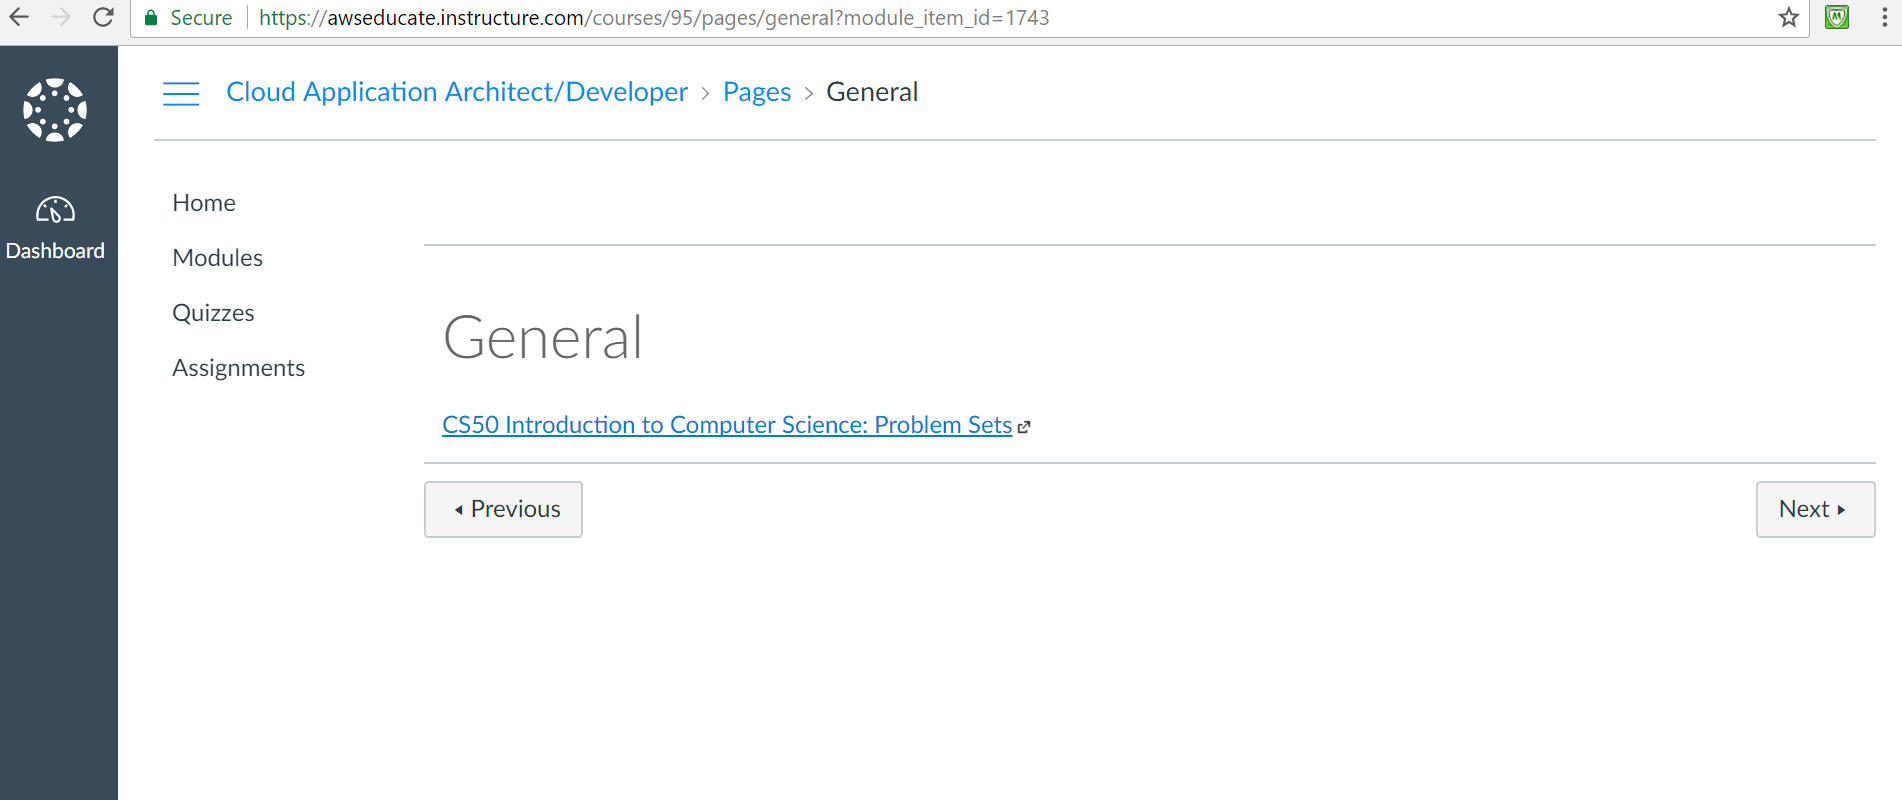 Secure https://awseducate.instructure.com/courses/95/pages/general?module_item_id=1743
Cloud Application Architect/Developer > Pages > General
Dashboard
Home
Modules
Quizzes
Assignments
General
CS50 Introduction to Computer Science: Problem Sets
Previous
Next